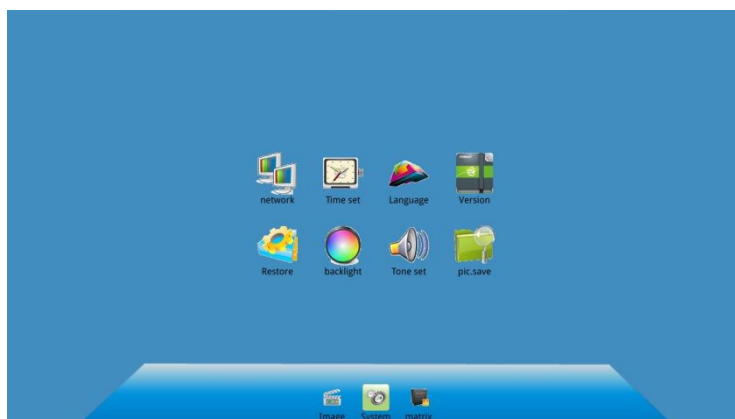 network Time set Language Version
Restore backlight Tone set pic.save
Image System matrix